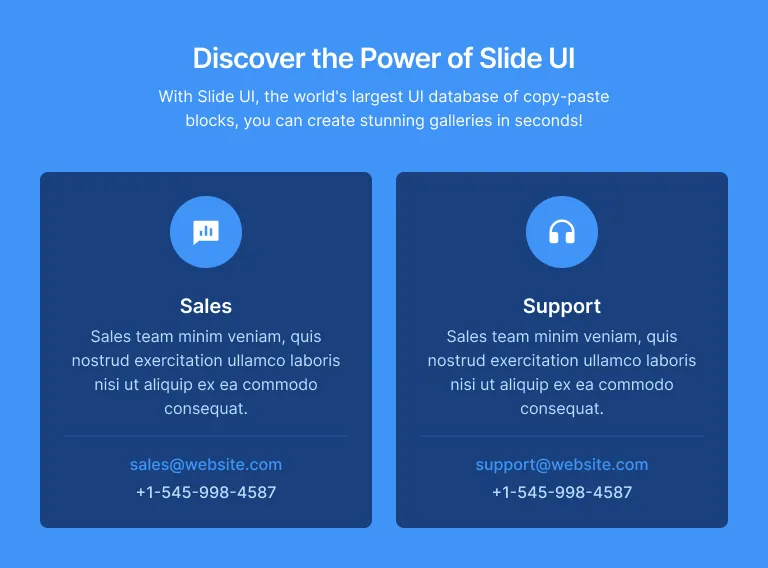 Discover the Power of Slide UI
With Slide UI, the world's largest UI database of copy-paste
blocks, you can create stunning galleries in seconds!
Sales
Sales team minim veniam, quis
nostrud exercitation ullamco laboris
nisi ut aliquip ex ea commodo
consequat.
sales@website.com
+1-545-998-4587
Support
Sales team minim veniam, quis
nostrud exercitation ullamco laboris
nisi ut aliquip ex ea commodo
consequat.
support@website.com
+1-545-998-4587